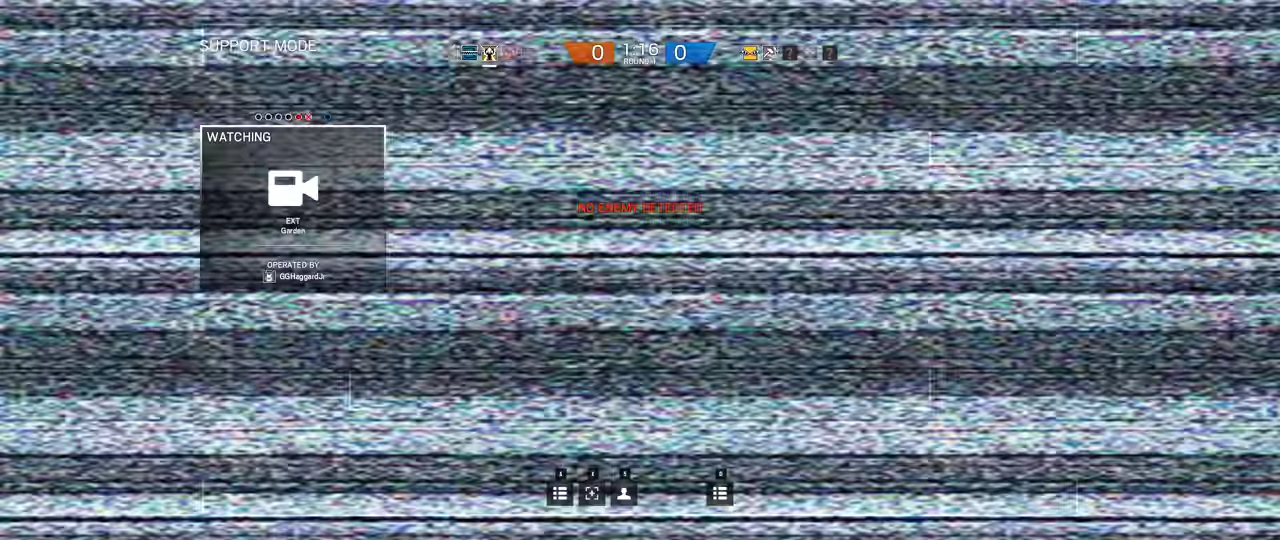 SUPPORT MODE
0 1:16 0
ROUND 1
WATCHING
NO ENEMY DETECTED
EXT
Garden
OPERATED BY
GGHaggardJr